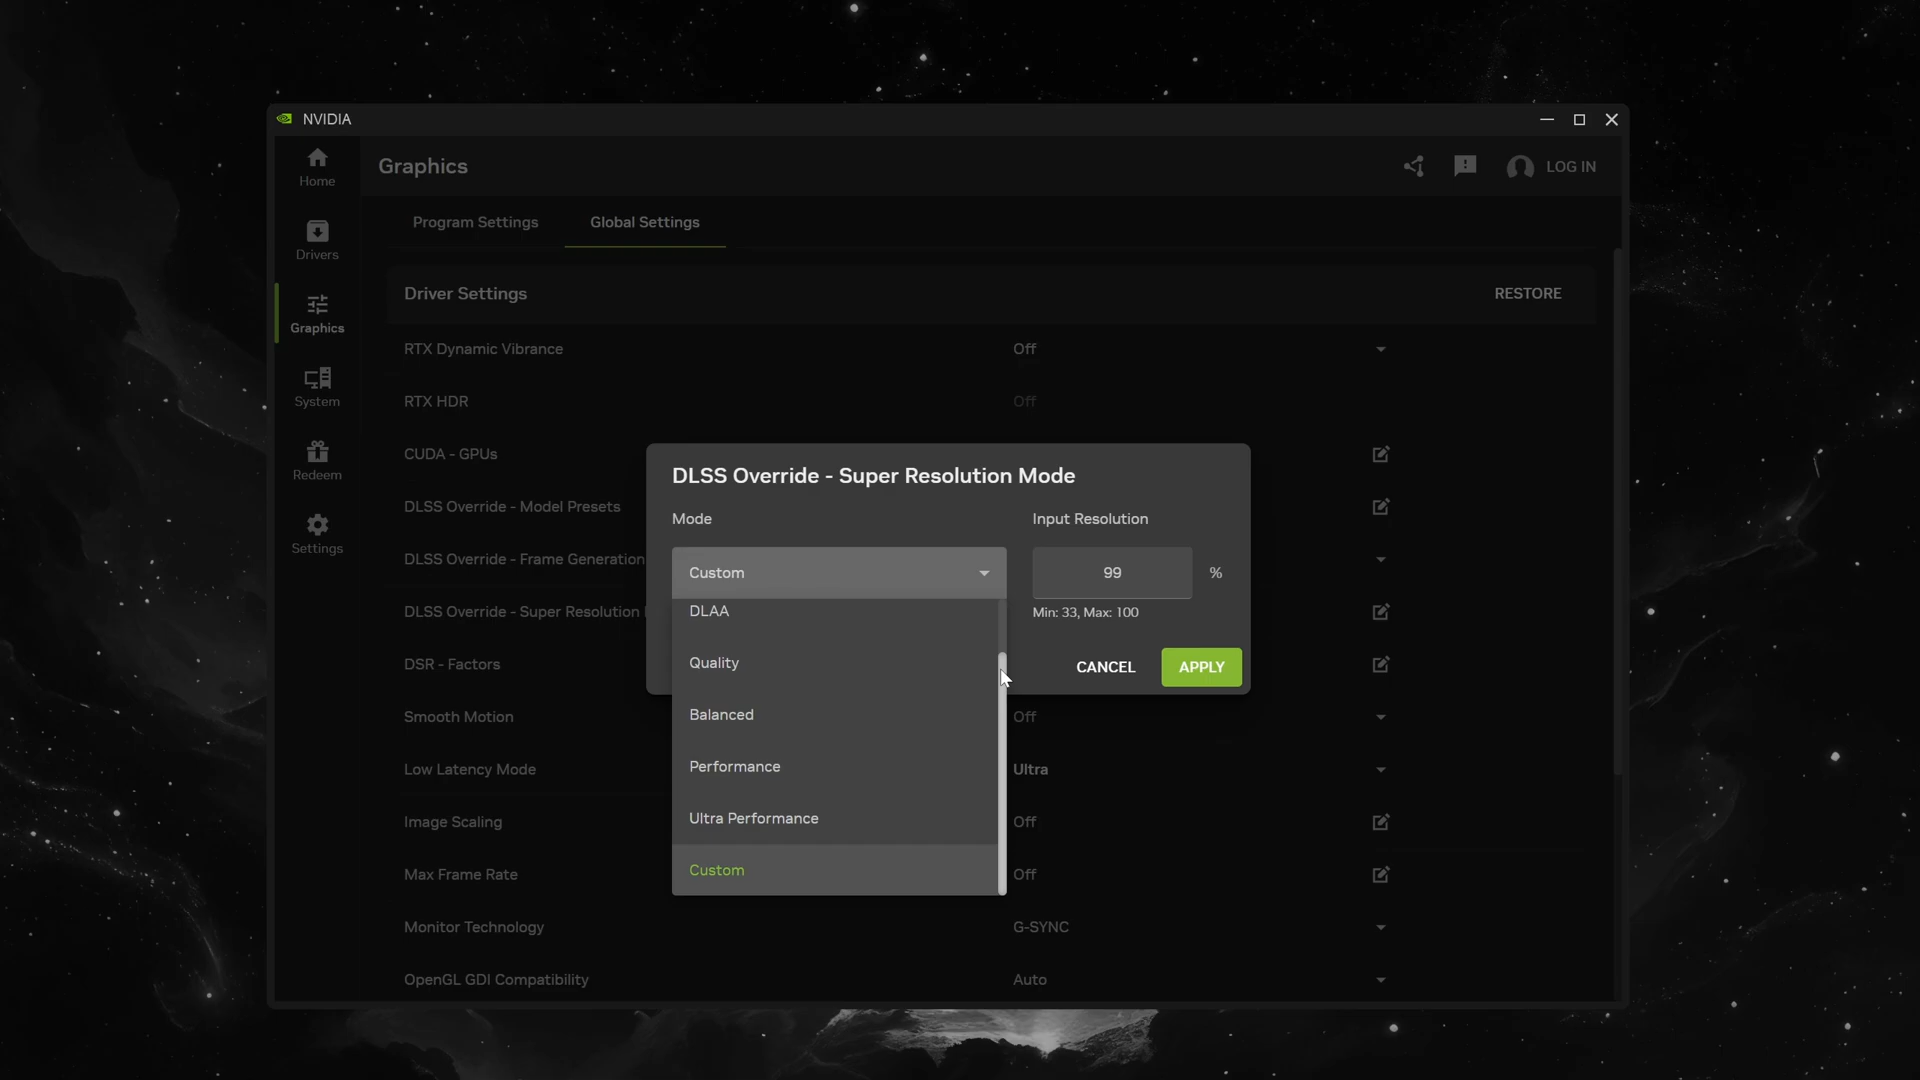 NVIDIA
Home
Drivers
Graphics
System
Redeem
Settings
Graphics
LOG IN
Program Settings
Global Settings
Driver Settings
RESTORE
RTX Dynamic Vibrance
Off
RTX HDR
Off
CUDA - GPUs
DLSS Override - Model Presets
DLSS Override - Frame Generation
DLSS Override - Super Resolution
DSR - Factors
Smooth Motion
Off
Low Latency Mode
Ultra
Image Scaling
Off
Max Frame Rate
Off
Monitor Technology
G-SYNC
OpenGL GDI Compatibility
Auto
DLSS Override - Super Resolution Mode
Mode
Input Resolution
Custom
99
%
Min: 33, Max: 100
DLAA
Quality
Balanced
Performance
Ultra Performance
Custom
CANCEL
APPLY